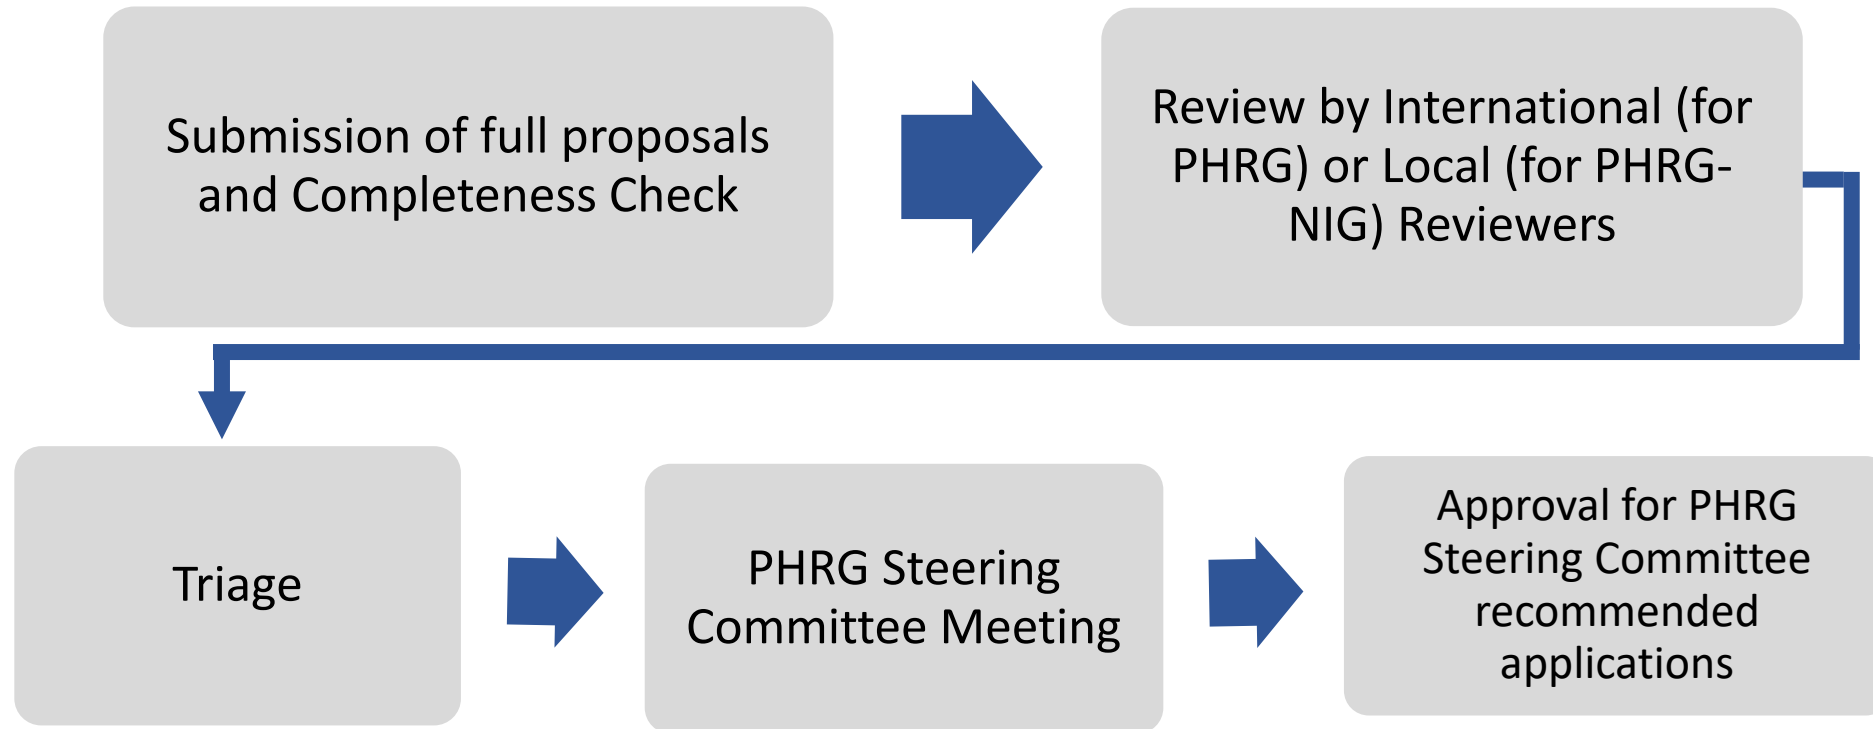 Submission of full proposals
and Completeness Check
Review by International (for
PHRG) or Local (for PHRG-
NIG) Reviewers
Triage
PHRG Steering
Committee Meeting
Approval for PHRG
Steering Committee
recommended
applications